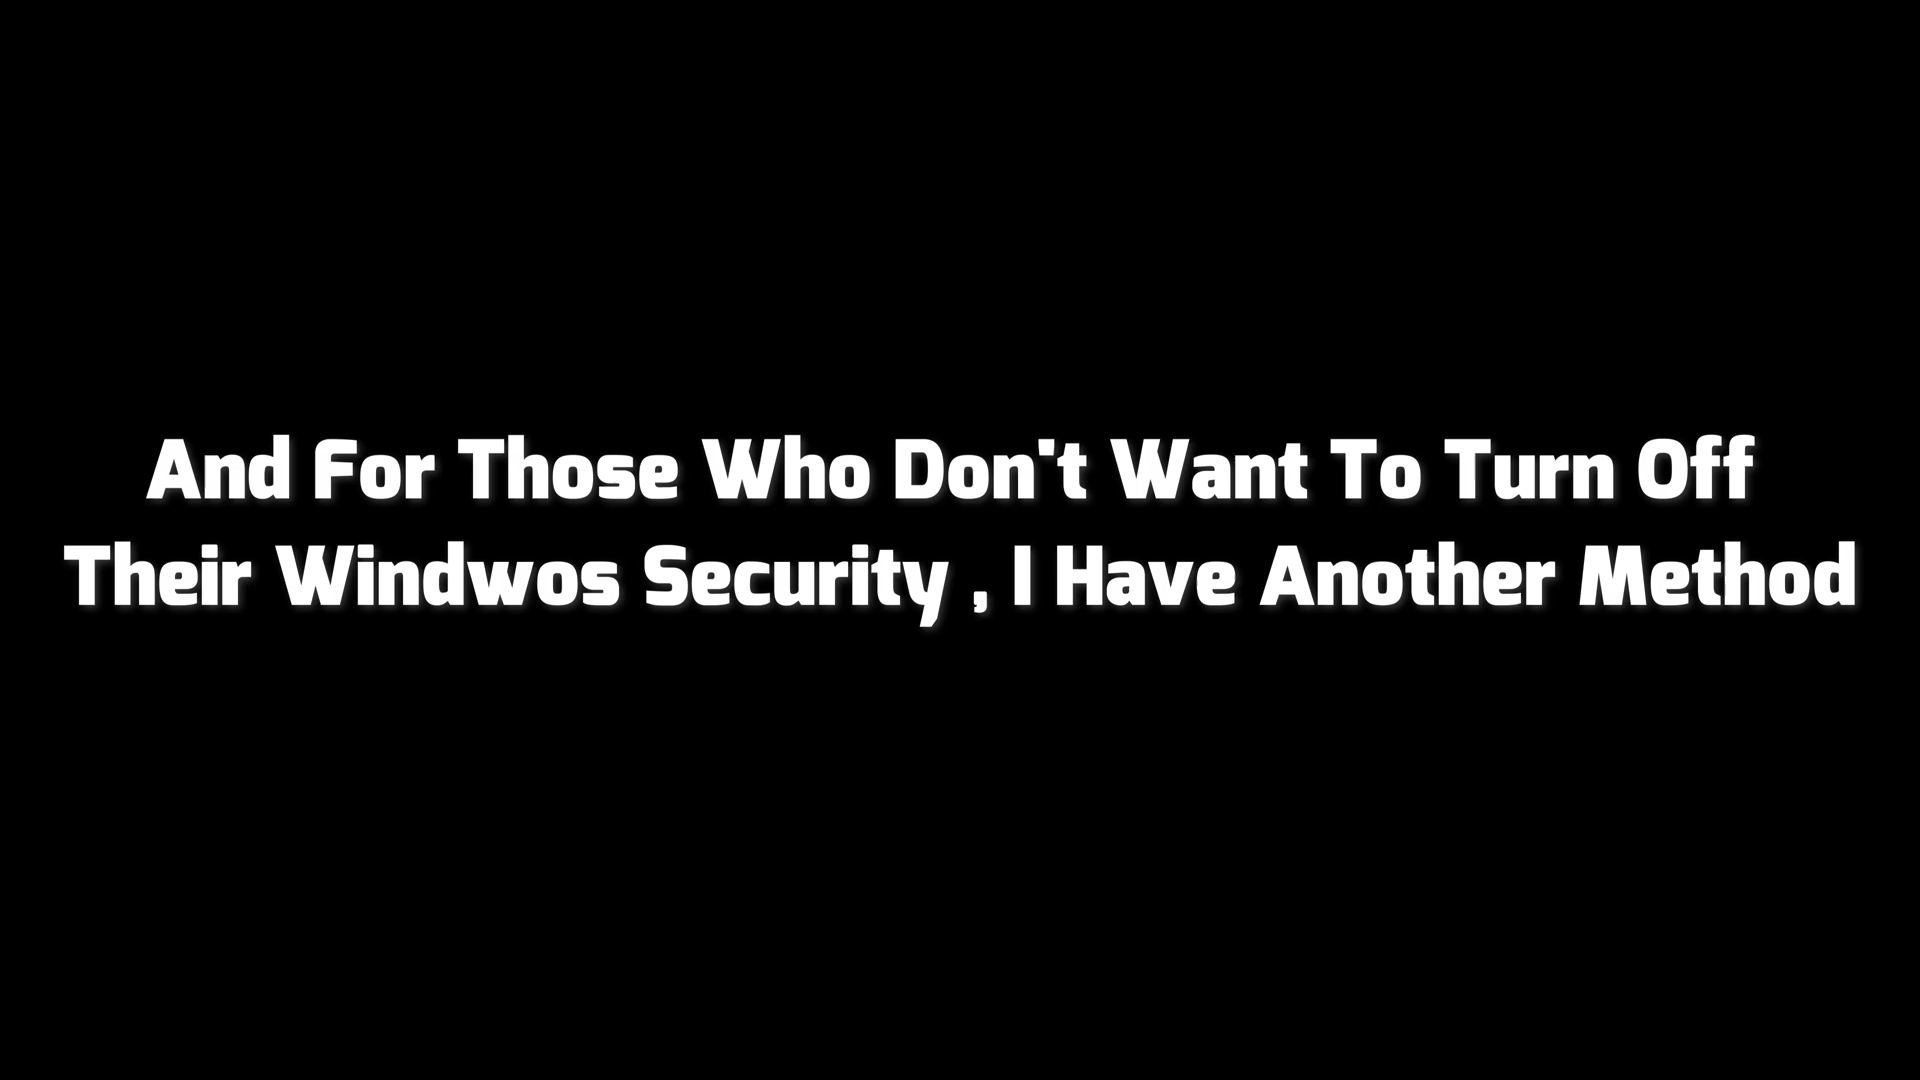 And For Those Who Don't Want To Turn Off
Their Windwos Security , I Have Another Method